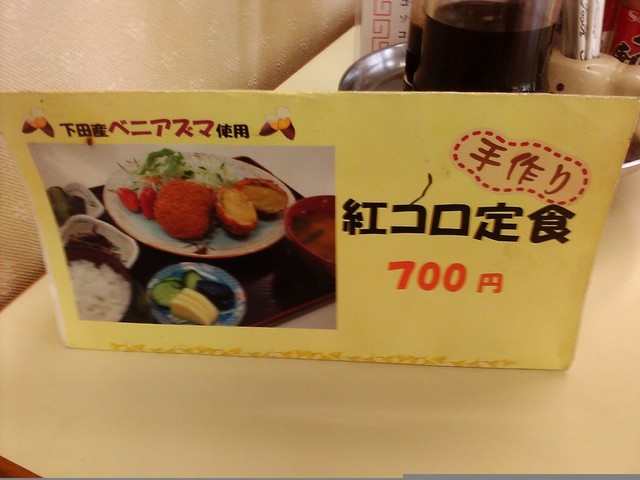 下田産ベニアズマ使用
手作り
紅コロ定食
700円